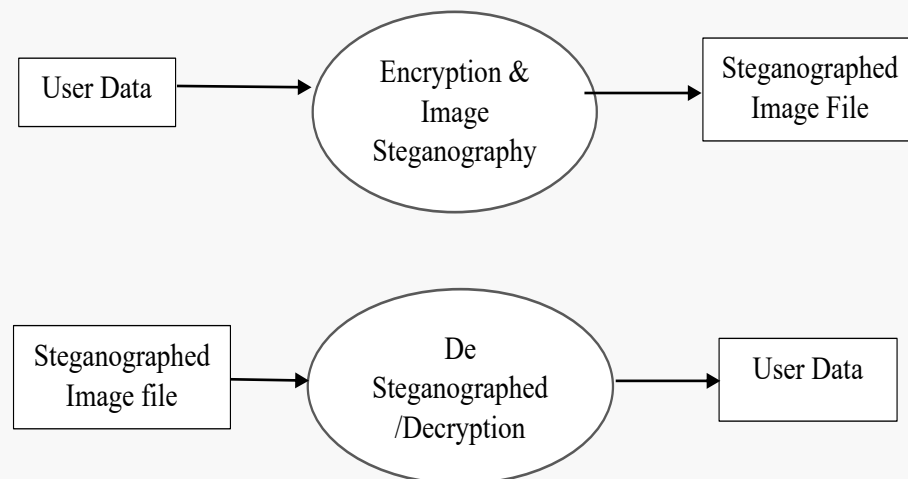 User Data
Encryption &
Image
Steganography
Steganographed
Image File
Steganographed
Image file
De
Steganographed
/Decryption
User Data